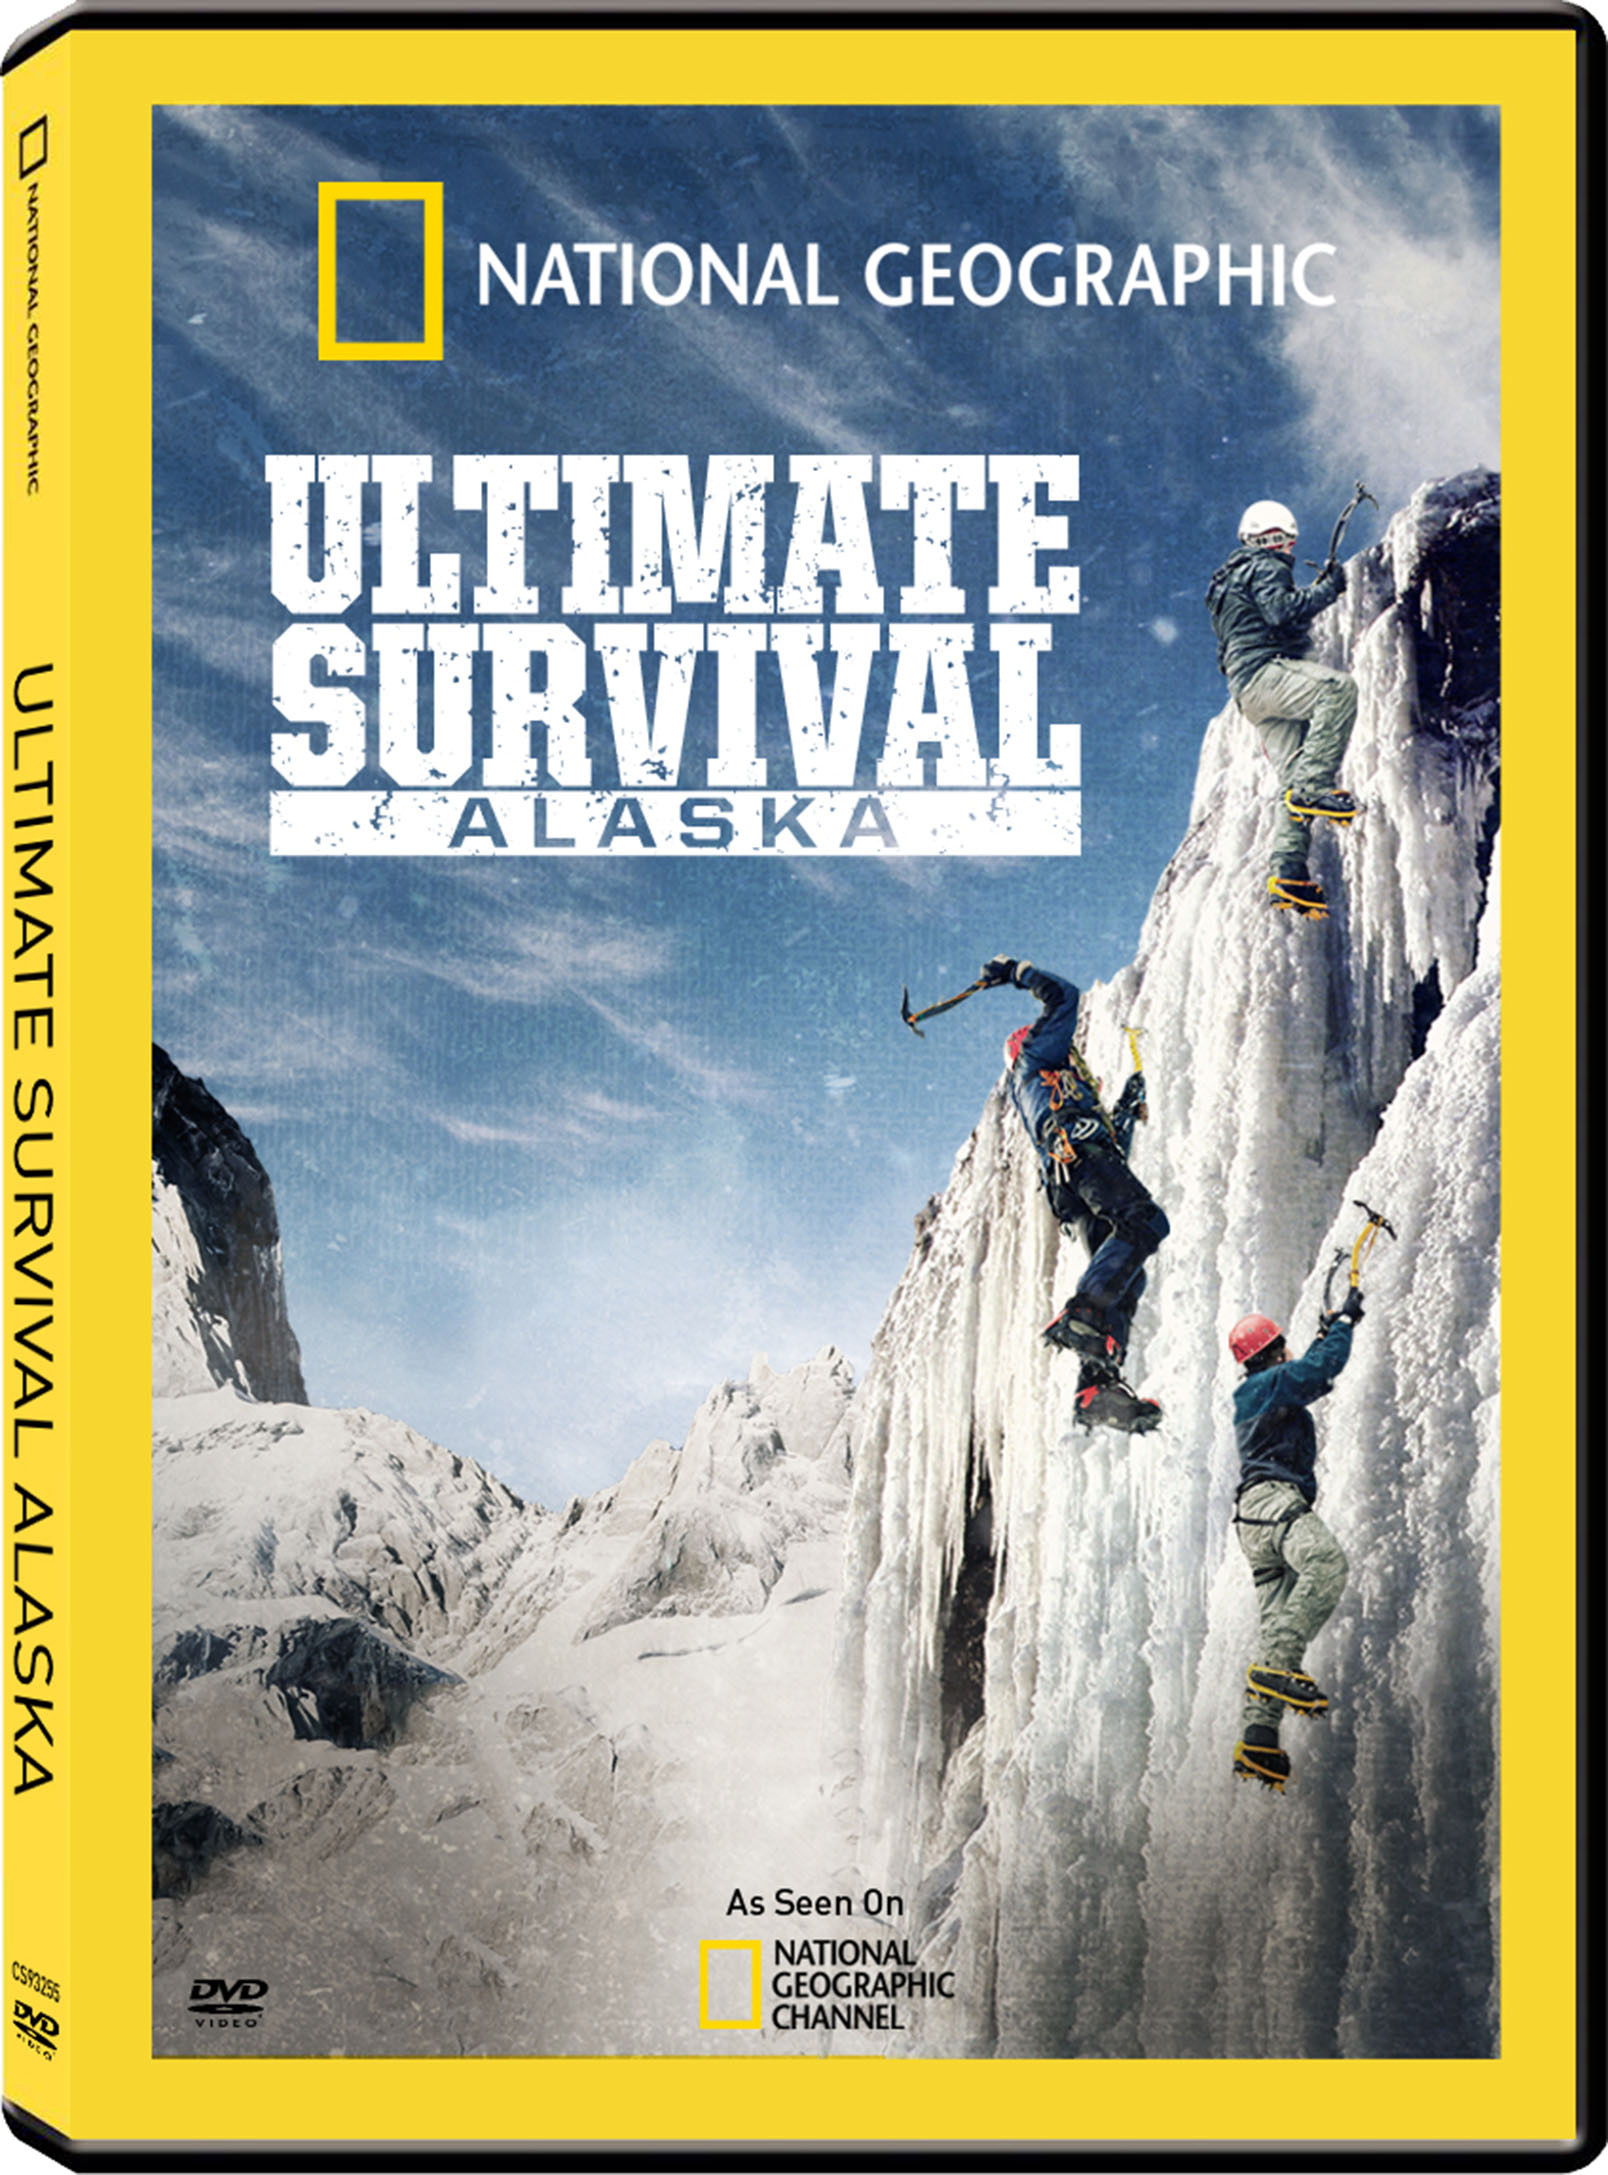 NATIONAL GEOGRAPHIC
ULTIMATE SURVIVAL ALASKA
CS93255
DVD
VIDEO
NATIONAL GEOGRAPHIC
ULTIMATE
SURVIVAL
ALASKA
As Seen On
NATIONAL
GEOGRAPHIC
CHANNEL
DVD
VIDEO